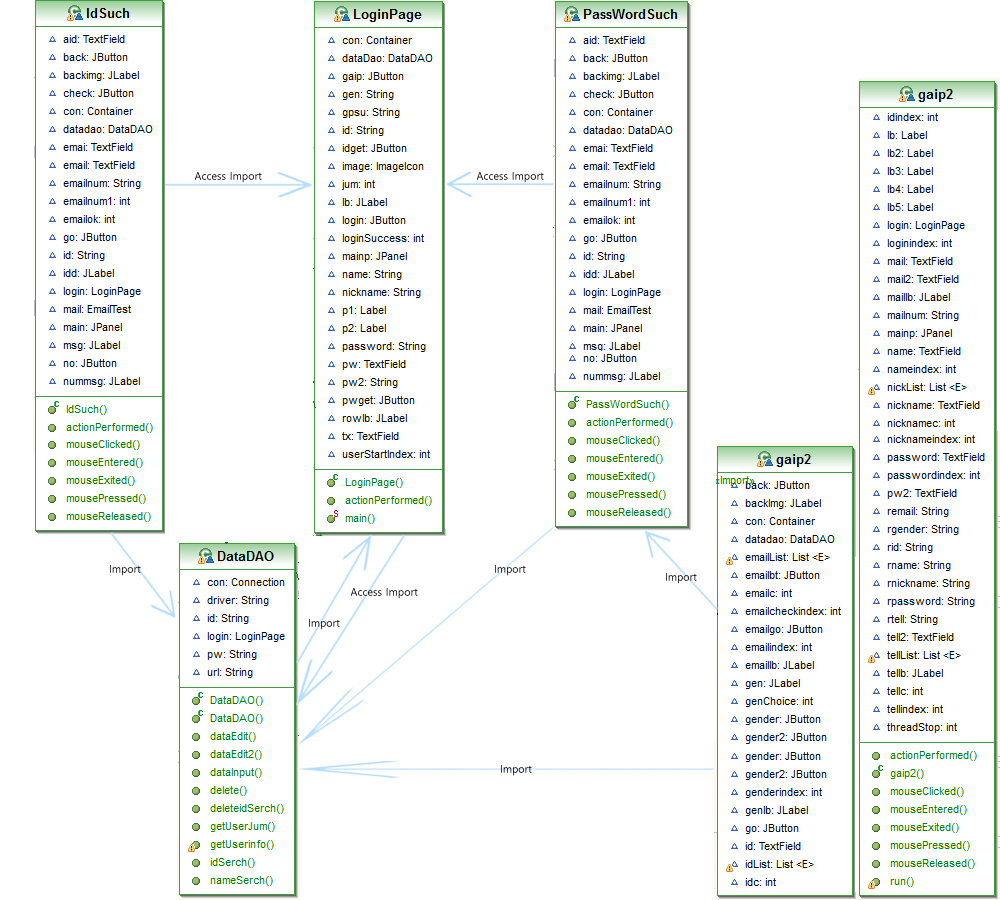 IdSuch
aid: TextField
back: JButton
backimg: JLabel
check: JButton
con: Container
datadao: DataDAO
emai: TextField
email: TextField
emailnum: String
emailnum1: int
emailok: int
go: JButton
id: String
idd: JLabel
login: LoginPage
mail: EmailTest
main: JPanel
msg: JLabel
no: JButton
nummsg: JLabel
IdSuch()
actionPerformed()
mouseClicked()
mouseEntered()
mouseExited()
mousePressed()
mouseReleased()
Access Import
LoginPage
con: Container
dataDao: DataDAO
gaip: JButton
gen: String
gpsu: String
id: String
idget: JButton
image: ImageIcon
jum: int
lb: JLabel
login: JButton
loginSuccess: int
mainp: JPanel
name: String
nickname: String
p1: Label
p2: Label
password: String
pw: TextField
pw2: String
pwget: JButton
rowlb: JLabel
tx: TextField
userStartIndex: int
LoginPage()
actionPerformed()
main()
Access Import
PassWordSuch
aid: TextField
back: JButton
backimg: JLabel
check: JButton
con: Container
datadao: DataDAO
emai: TextField
email: TextField
emailnum: String
emailnum1: int
emailok: int
go: JButton
id: String
idd: JLabel
login: LoginPage
mail: EmailTest
main: JPanel
msg: JLabel
no: JButton
nummsg: JLabel
PassWordSuch()
actionPerformed()
mouseClicked()
mouseEntered()
mouseExited()
mousePressed()
mouseReleased()
gaip2
idindex: int
lb: Label
lb2: Label
lb3: Label
lb4: Label
lb5: Label
login: LoginPage
loginindex: int
mail: TextField
mail2: TextField
maillb: JLabel
mailnum: String
mainp: JPanel
name: TextField
nameindex: int
nickList: List <E>
nickname: TextField
nicknamec: int
nicknameindex: int
password: TextField
passwordindex: int
pw2: TextField
remail: String
rgender: String
rid: String
rname: String
rnickname: String
rpassword: String
rtell: String
tell2: TextField
tellList: List <E>
tellb: JLabel
tellc: int
tellindex: int
threadStop: int
actionPerformed()
gaip2()
mouseClicked()
mouseEntered()
mouseExited()
mousePressed()
mouseReleased()
run()
Import
DataDAO
con: Connection
driver: String
id: String
login: LoginPage
pw: String
url: String
DataDAO()
DataDAO()
dataEdit()
dataEdit2()
dataInput()
delete()
deleteidSerch()
getUserJum()
getUserinfo()
idSerch()
nameSerch()
Access Import
Import
Import
Import
Import
gaip2
«Import»
back: JButton
backImg: JLabel
con: Container
datadao: DataDAO
emailList: List <E>
emailbt: JButton
emailc: int
emailcheckindex: int
emailgo: JButton
emailindex: int
emaillb: JLabel
gen: JLabel
genChoice: int
gender: JButton
gender2: JButton
gender: JButton
gender2: JButton
genderindex: int
genlb: JLabel
go: JButton
id: TextField
idList: List <E>
idc: int